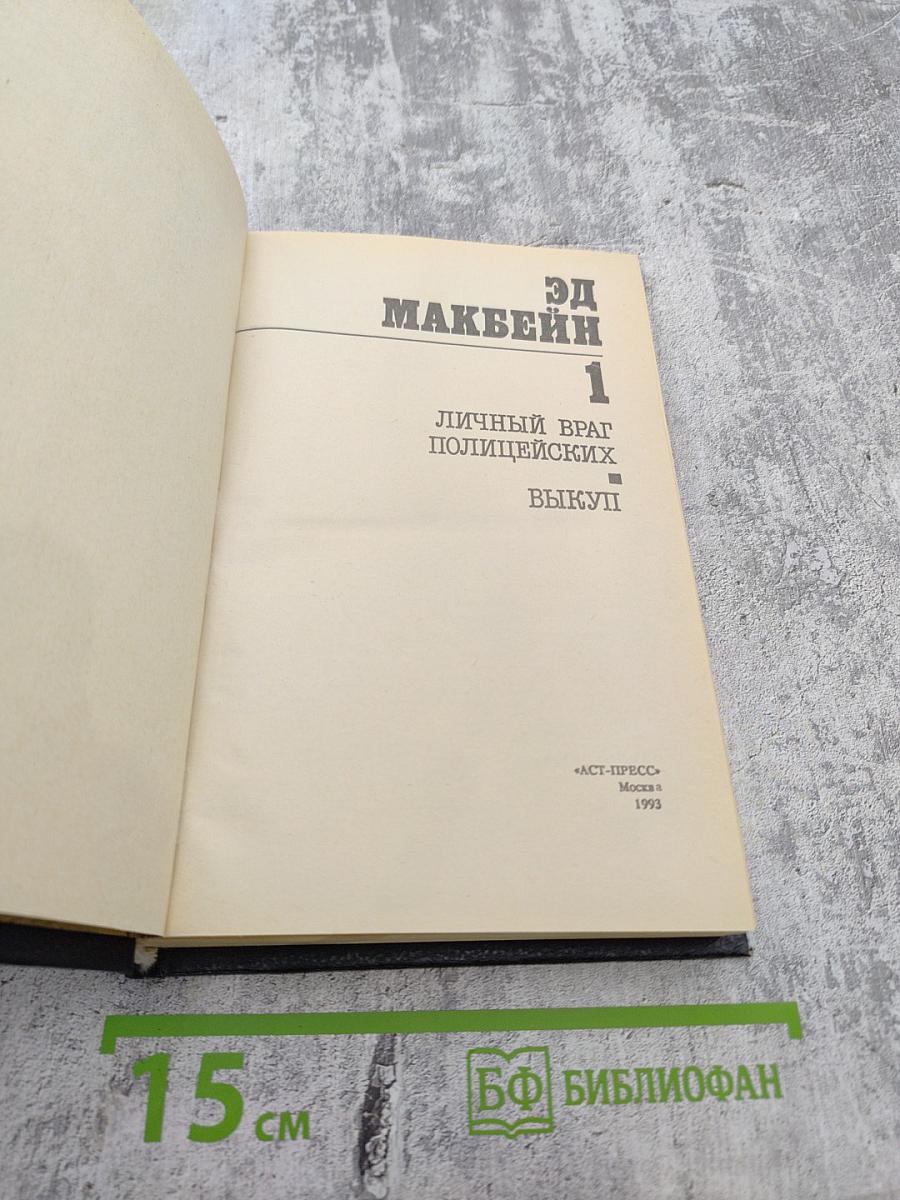 ЭД
МАКБЕЙН
1
ЛИЧНЫЙ ВРАГ
ПОЛИЦЕЙСКИХ
ВЫКУП
«АСТ-ПРЕСС»
Москва
1993
15 см
БФ БИБЛИОФАН